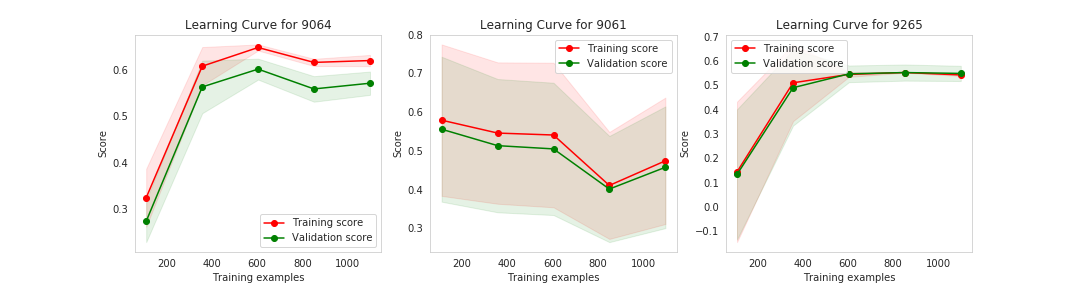 Learning Curve for 9064
0.6
0.5
0.4
0.3
Score
200 400 600 800 1000
Training examples
Training score
Validation score
Learning Curve for 9061
0.8
0.7
0.6
0.5
0.4
0.3
Score
200 400 600 800 1000
Training examples
Training score
Validation score
Learning Curve for 9265
0.7
0.6
0.5
0.4
0.3
0.2
0.1
0.0
−0.1
Score
200 400 600 800 1000
Training examples
Training score
Validation score